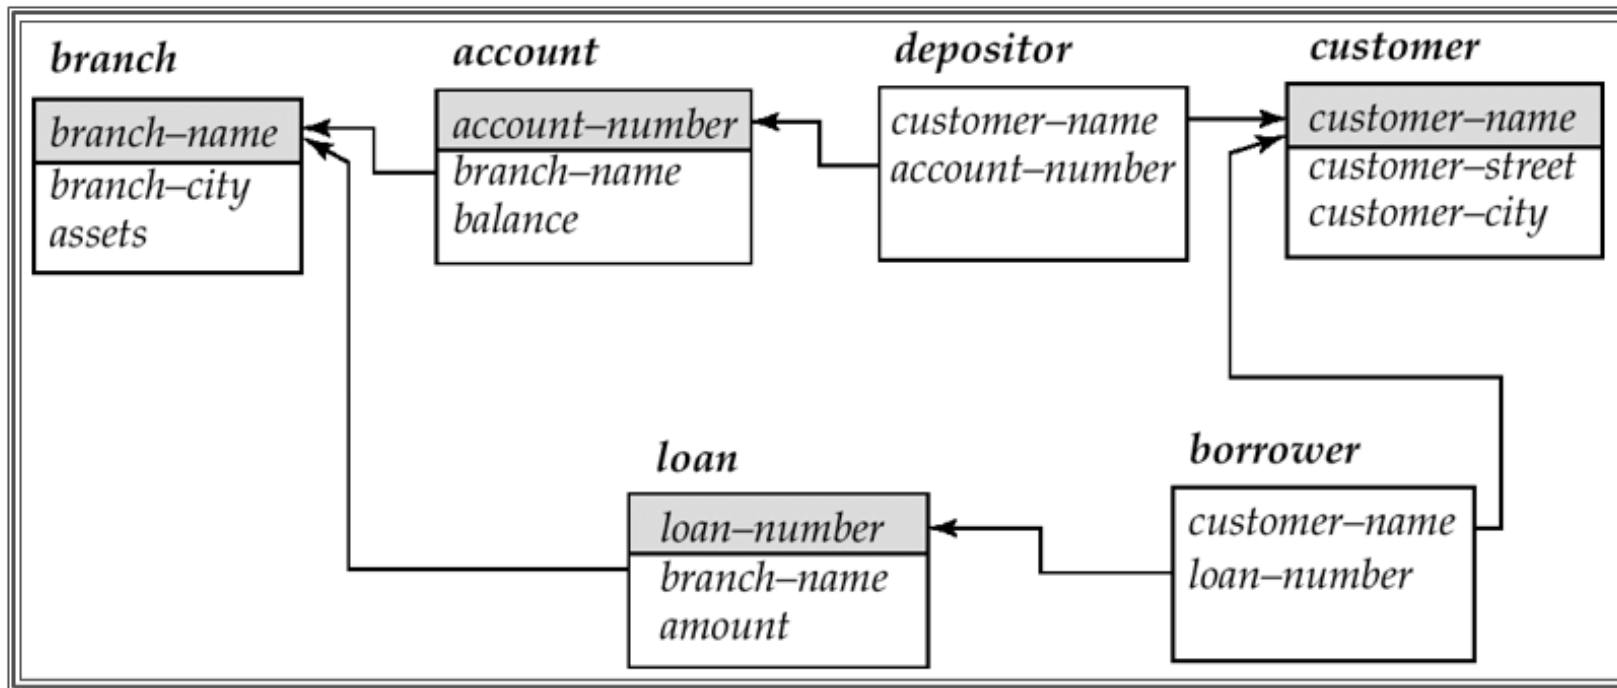 branch
branch–name
branch–city
assets
account
account–number
branch–name
balance
depositor
customer–name
account–number
customer
customer–name
customer–street
customer–city
loan
loan–number
branch–name
amount
borrower
customer–name
loan–number